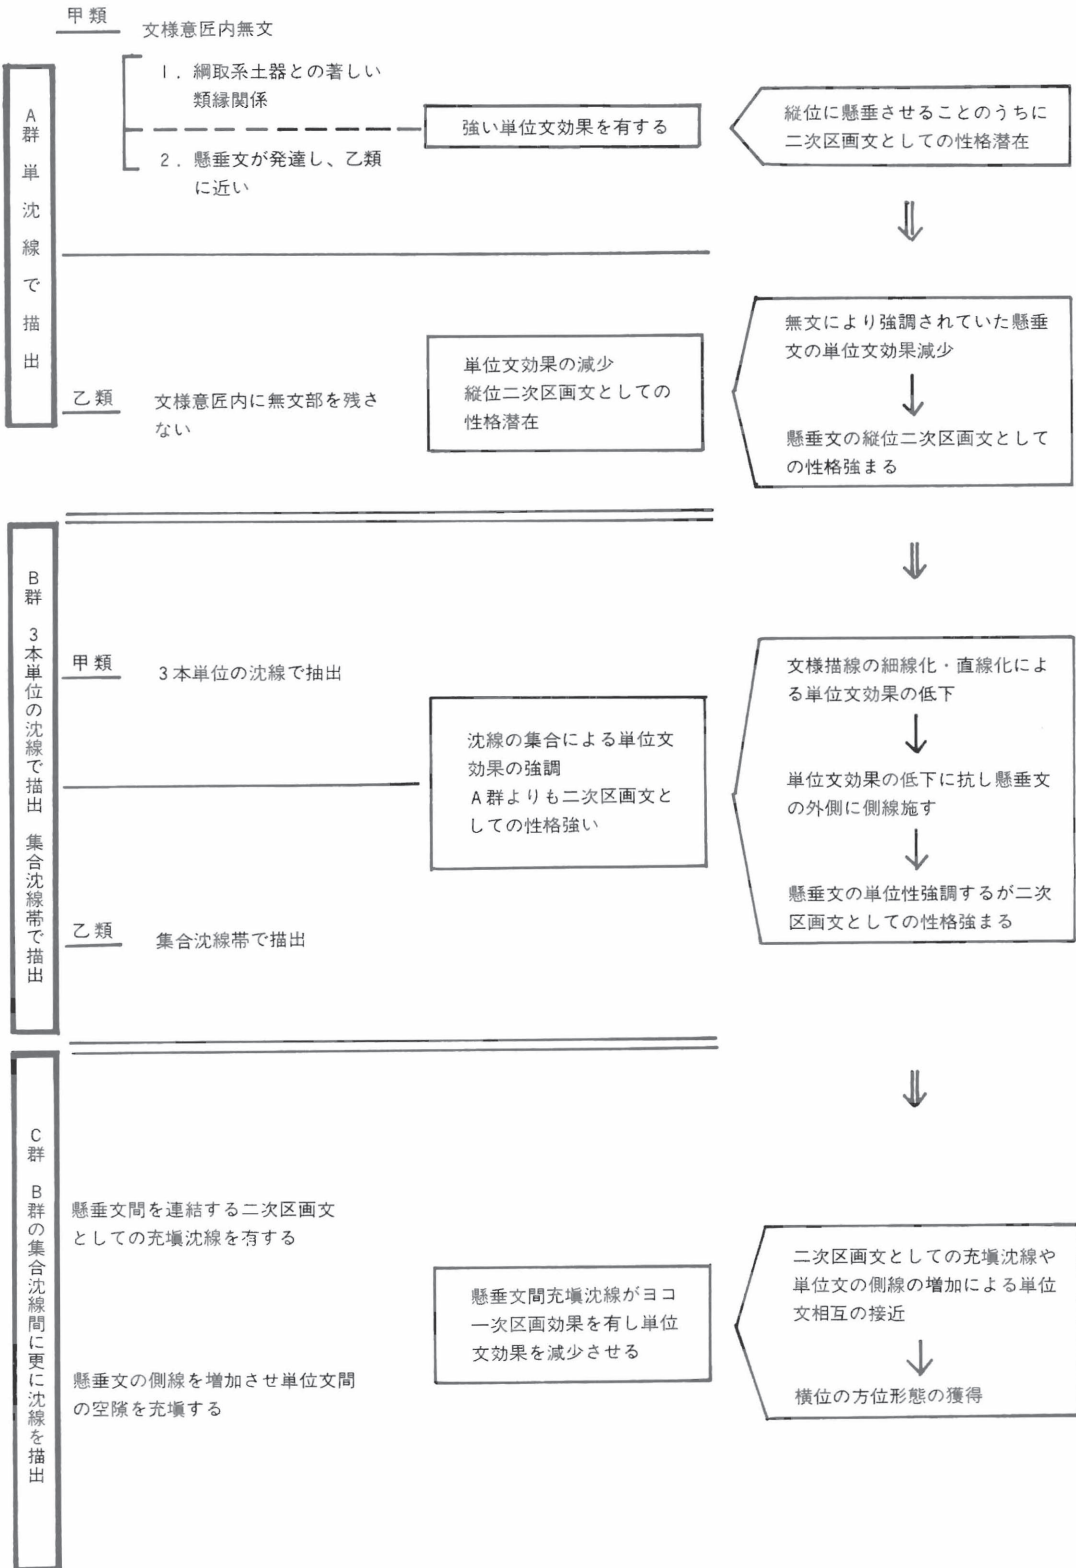 A群 単沈線で描出
甲類
文様意匠内無文
1．綱取系土器との著しい
類縁関係
2．懸垂文が発達し、乙類
に近い
強い単位文効果を有する
縦位に懸垂させることのうちに
二次区画文としての性格潜在
⇓
乙類
文様意匠内に無文部を残さ
ない
単位文効果の減少
縦位二次区画文としての
性格潜在
無文により強調されていた懸垂
文の単位文効果減少
↓
懸垂文の縦位二次区画文として
の性格強まる
⇓
B群 3本単位の沈線で描出 集合沈線帯で描出
甲類
3本単位の沈線で抽出
乙類
集合沈線帯で描出
沈線の集合による単位文
効果の強調
A群よりも二次区画文と
しての性格強い
文様描線の細線化・直線化によ
る単位文効果の低下
↓
単位文効果の低下に抗し懸垂文
の外側に側線施す
↓
懸垂文の単位性強調するが二次
区画文としての性格強まる
⇓
C群 B群の集合沈線間に更に沈線を描出
懸垂文間を連結する二次区画文
としての充塡沈線を有する
懸垂文の側線を増加させ単位文間
の空隙を充塡する
懸垂文間充塡沈線がヨコ
一次区画効果を有し単位
文効果を減少させる
二次区画文としての充塡沈線や
単位文の側線の増加による単位
文相互の接近
↓
横位の方位形態の獲得